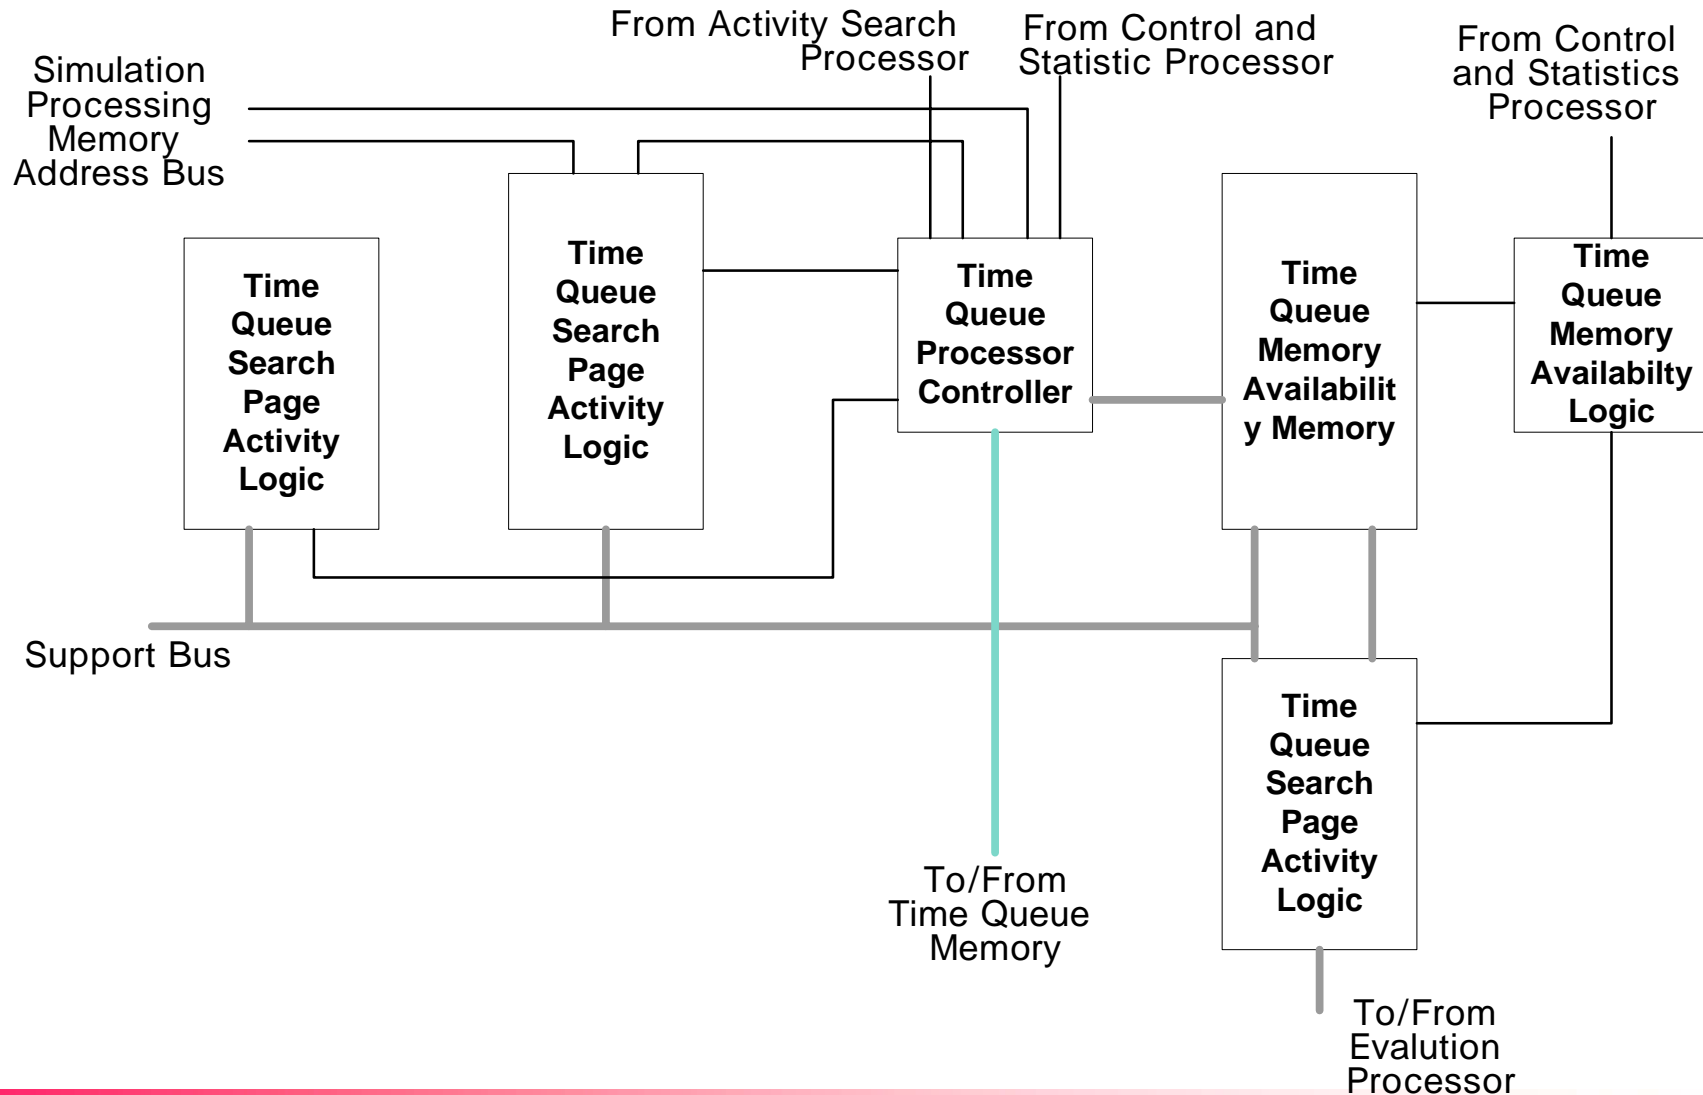 From Activity Search
Processor
From Control and
Statistic Processor
From Control
and Statistics
Processor
Simulation
Processing
Memory
Address Bus
Time
Queue
Search
Page
Activity
Logic
Time
Queue
Search
Page
Activity
Logic
Time
Queue
Processor
Controller
Time
Queue
Memory
Availabilit
y Memory
Time
Queue
Memory
Availabilty
Logic
Support Bus
Time
Queue
Search
Page
Activity
Logic
To/From
Time Queue
Memory
To/From
Evalution
Processor